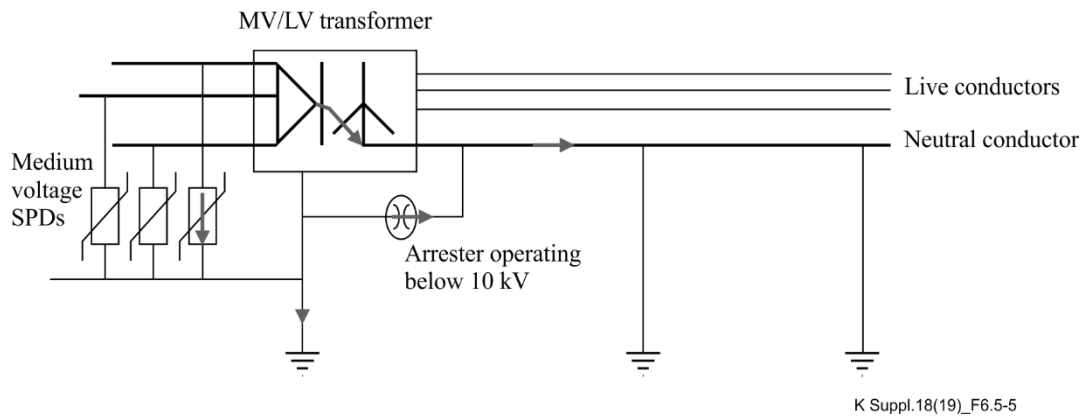 MV/LV transformer
Live conductors
Neutral conductor
Medium
voltage
SPDs
Arrester operating
below 10 kV
K Suppl.18(19)_F6.5-5